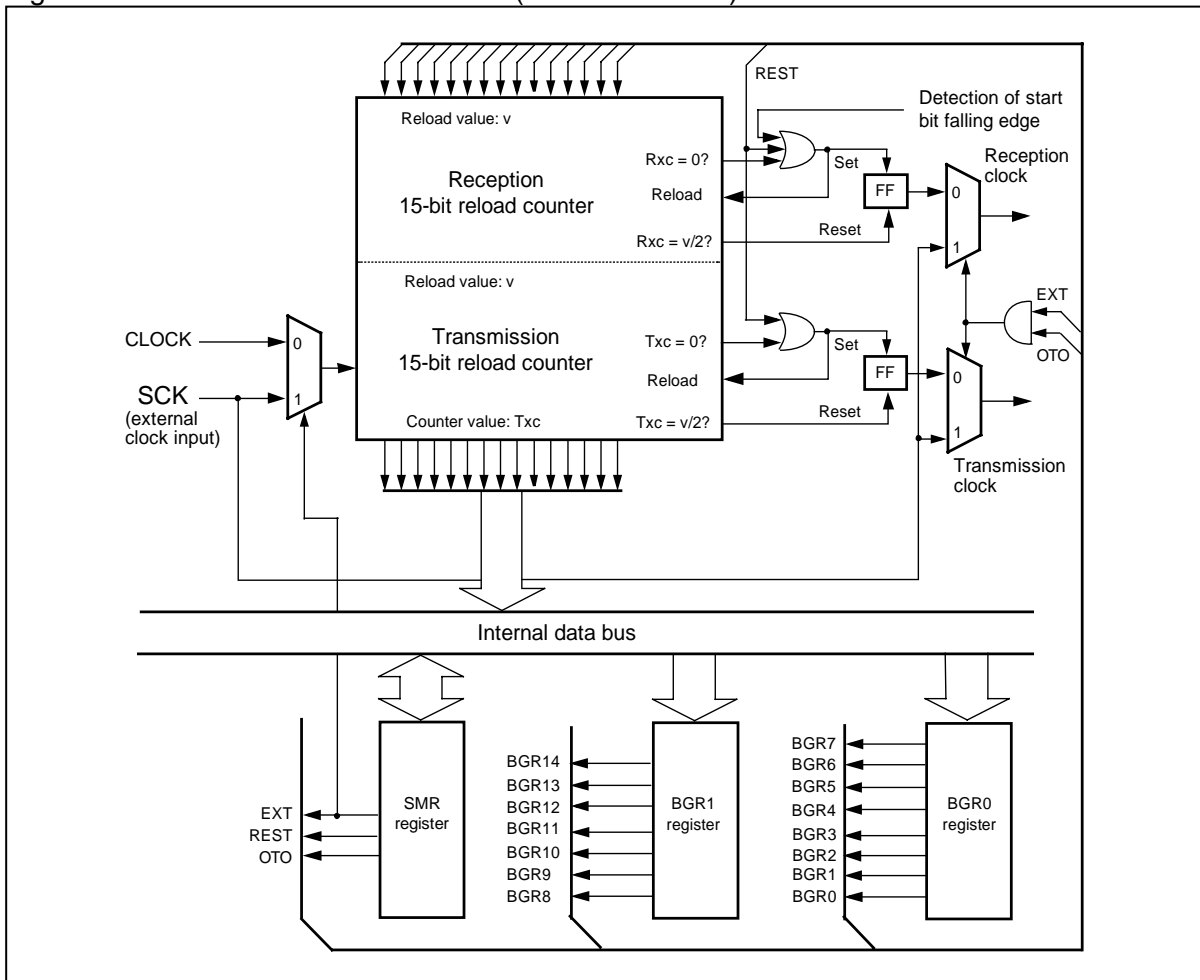 REST
Detection of start
bit falling edge
Reload value: v
Rxc = 0?
Set
Reception
clock
Reception
15-bit reload counter
Reload
FF
0
Rxc = v/2?
Reset
1
Reload value: v
EXT
OTO
CLOCK
0
Transmission
15-bit reload counter
Txc = 0?
Set
Reload
FF
0
SCK
(external
clock input)
1
Counter value: Txc
Txc = v/2?
Reset
1
Transmission
clock
Internal data bus
EXT
REST
OTO
SMR
register
BGR14
BGR13
BGR12
BGR11
BGR10
BGR9
BGR8
BGR1
register
BGR7
BGR6
BGR5
BGR4
BGR3
BGR2
BGR1
BGR0
BGR0
register